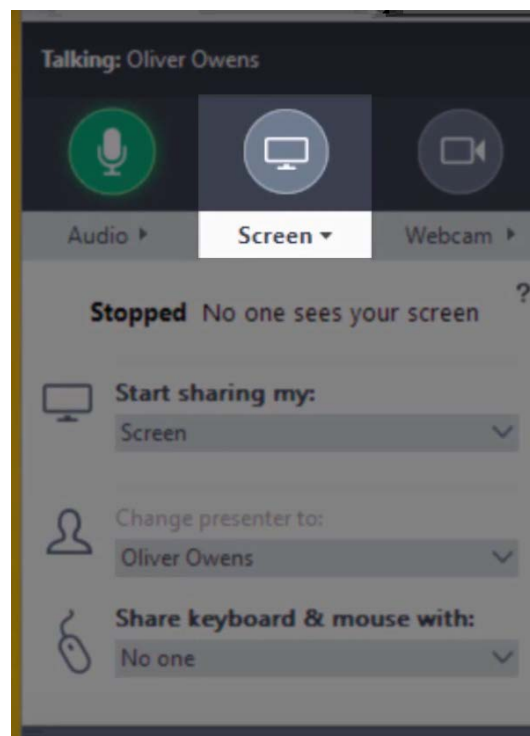 Talking: Oliver Owens
Audio Screen Webcam
?
Stopped No one sees your screen
Start sharing my:
Screen
Change presenter to:
Oliver Owens
Share keyboard & mouse with:
No one